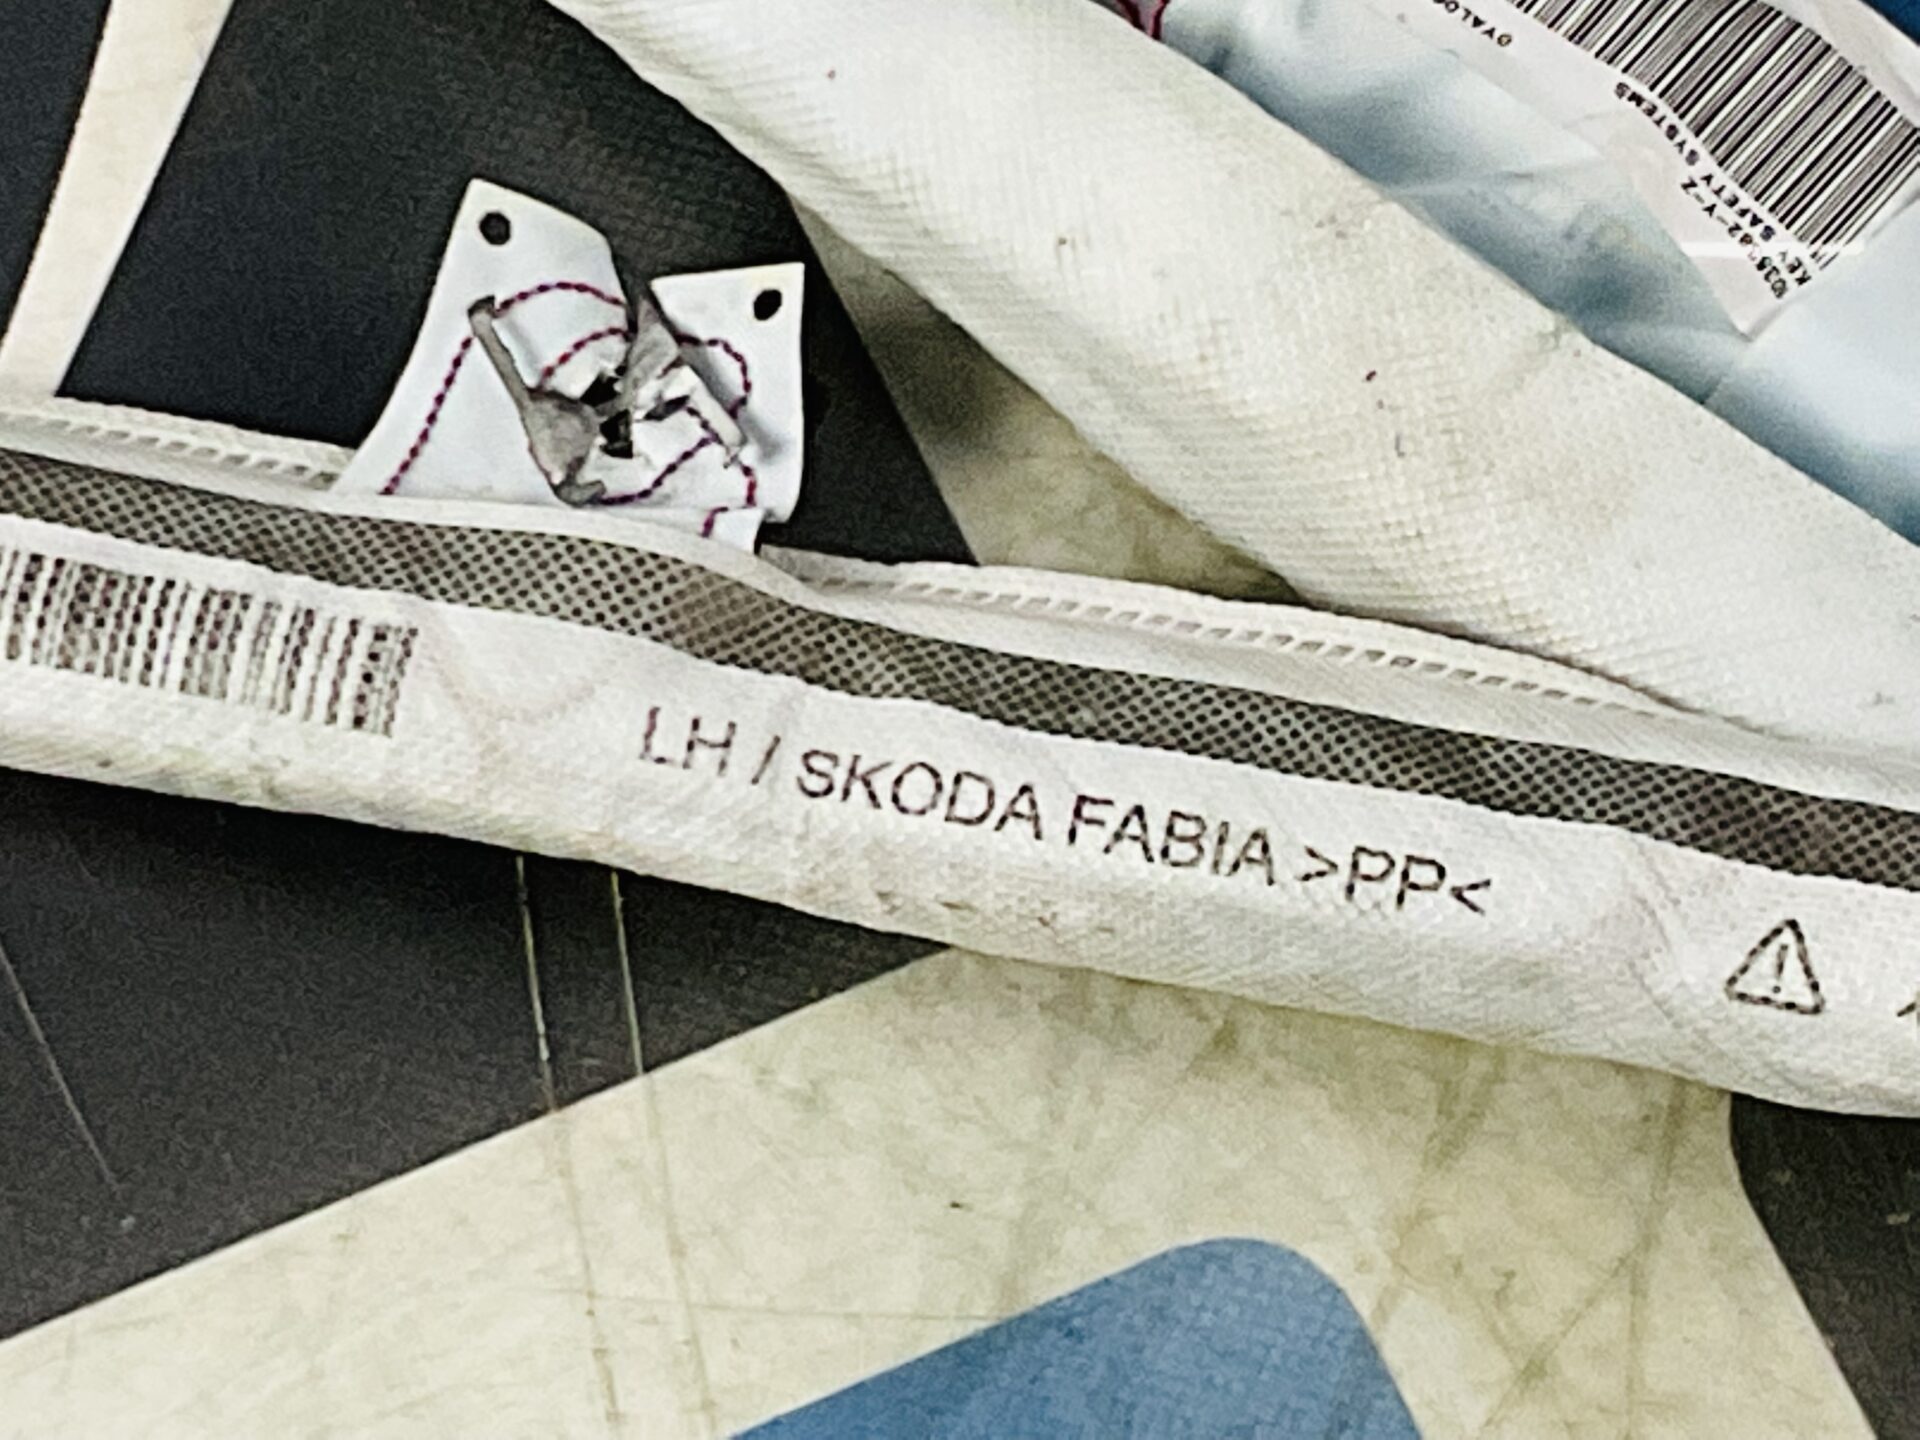 KEY SAFETY SYSTEMS
LH / SKODA FABIA >PP<